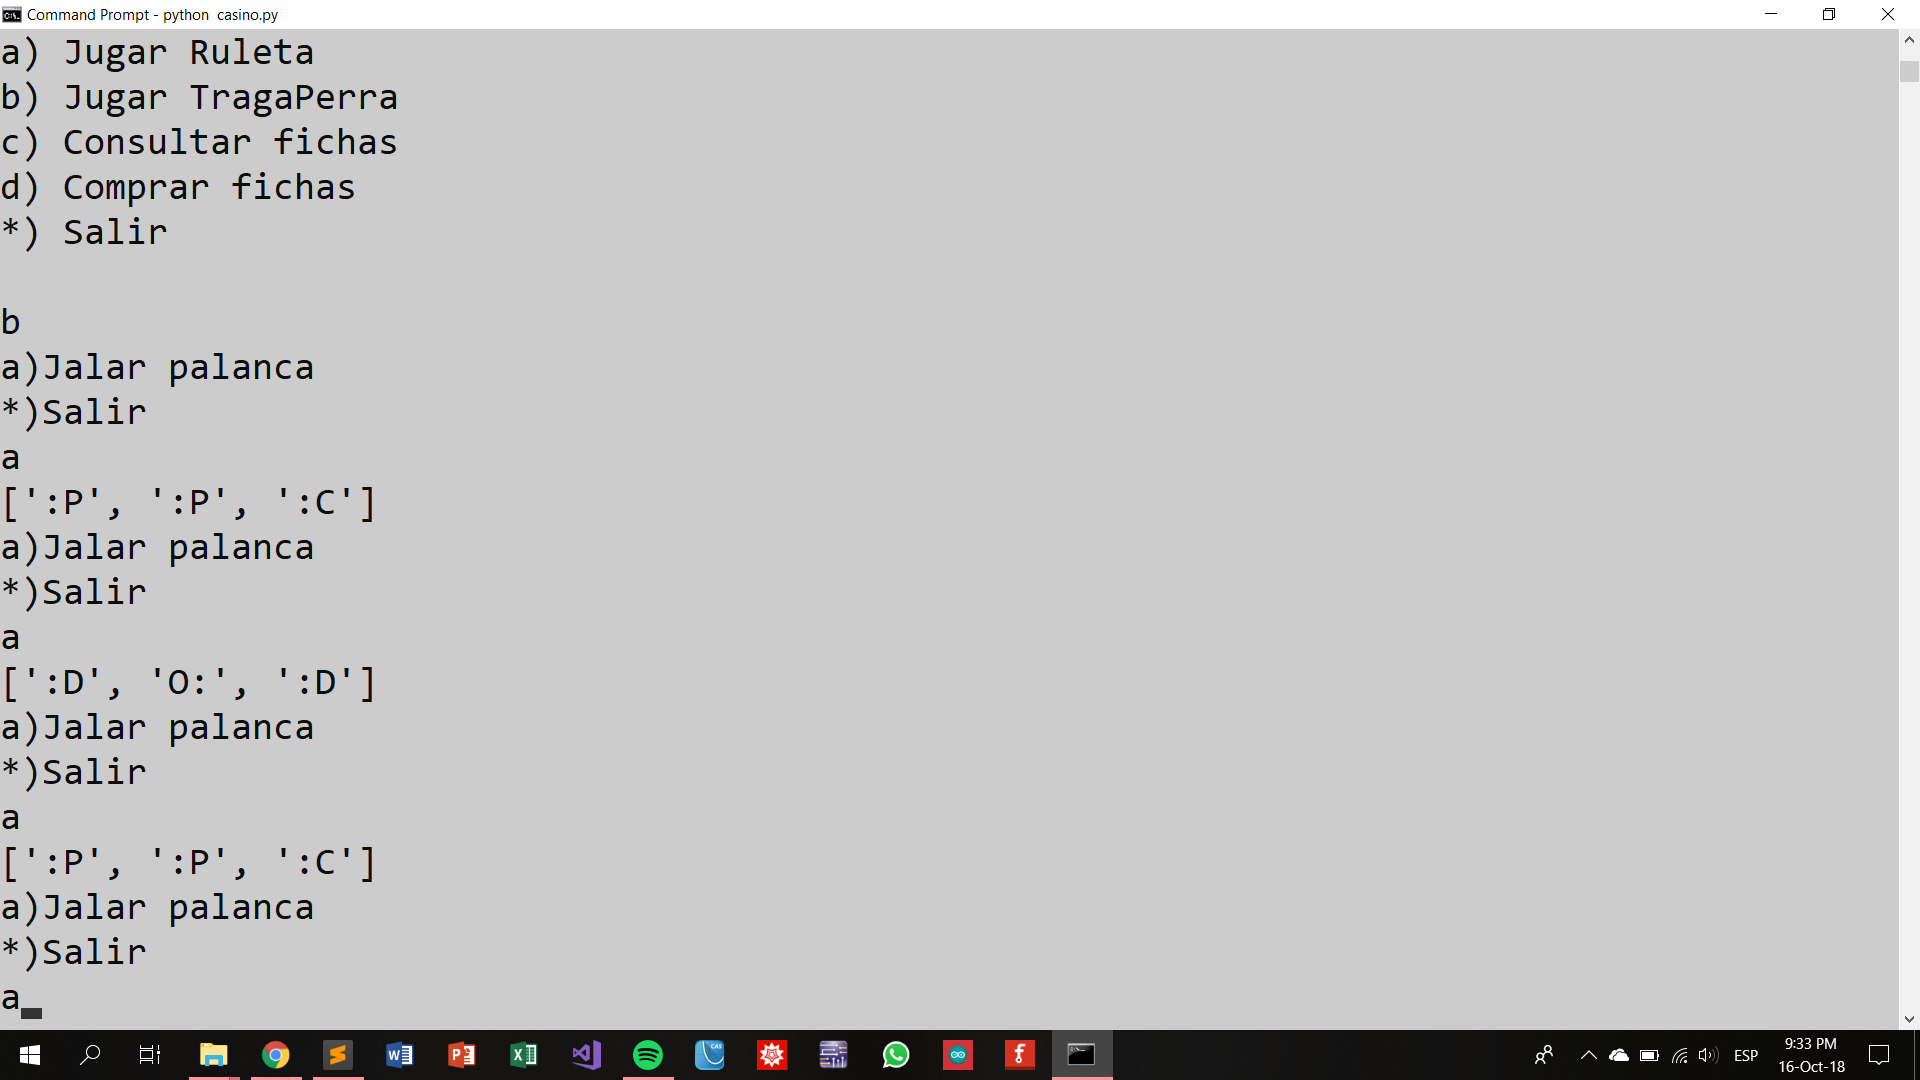 Command Prompt - python  casino.py
a) Jugar Ruleta
b) Jugar TragaPerra
c) Consultar fichas
d) Comprar fichas
*) Salir
b
a)Jalar palanca
*)Salir
a
[':P', ':P', ':C']
a)Jalar palanca
*)Salir
a
[':D', 'O:', ':D']
a)Jalar palanca
*)Salir
a
[':P', ':P', ':C']
a)Jalar palanca
*)Salir
a
ESP
9:33 PM
16-Oct-18